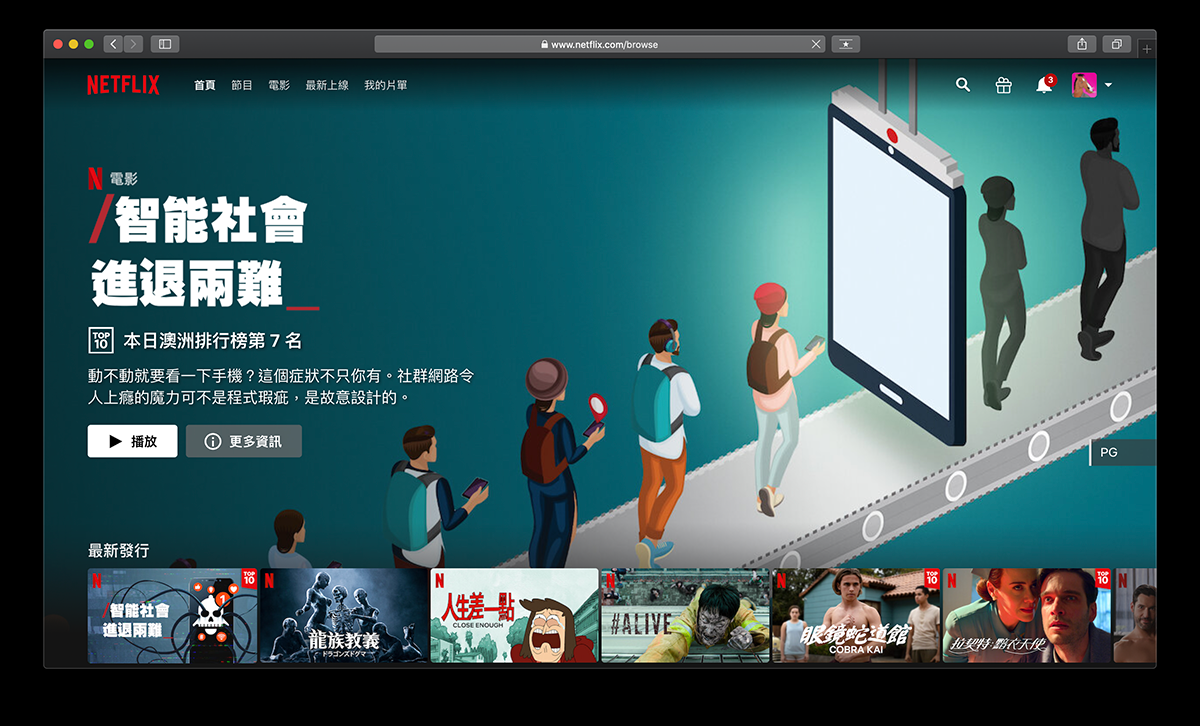 www.netflix.com/browse
NETFLIX
首頁 節目 電影 最新上線 我的片單
3
N 電影
/智能社會
進退兩難_
TOP
10
本日澳洲排行榜第 7 名
動不動就要看一下手機？這個症狀不只你有。社群網路令
人上癮的魔力可不是程式瑕疵，是故意設計的。
播放
更多資訊
PG
最新發行
N
TOP
10
/智能社會
進退兩難_
1
N
龍族教義
ドラゴンズドグマ
N
人生差一點
CLOSE ENOUGH
N
#ALIVE
N
TOP
10
眼鏡蛇道館
COBRA KAI
N
TOP
10
拉契特·黯衣天使
N